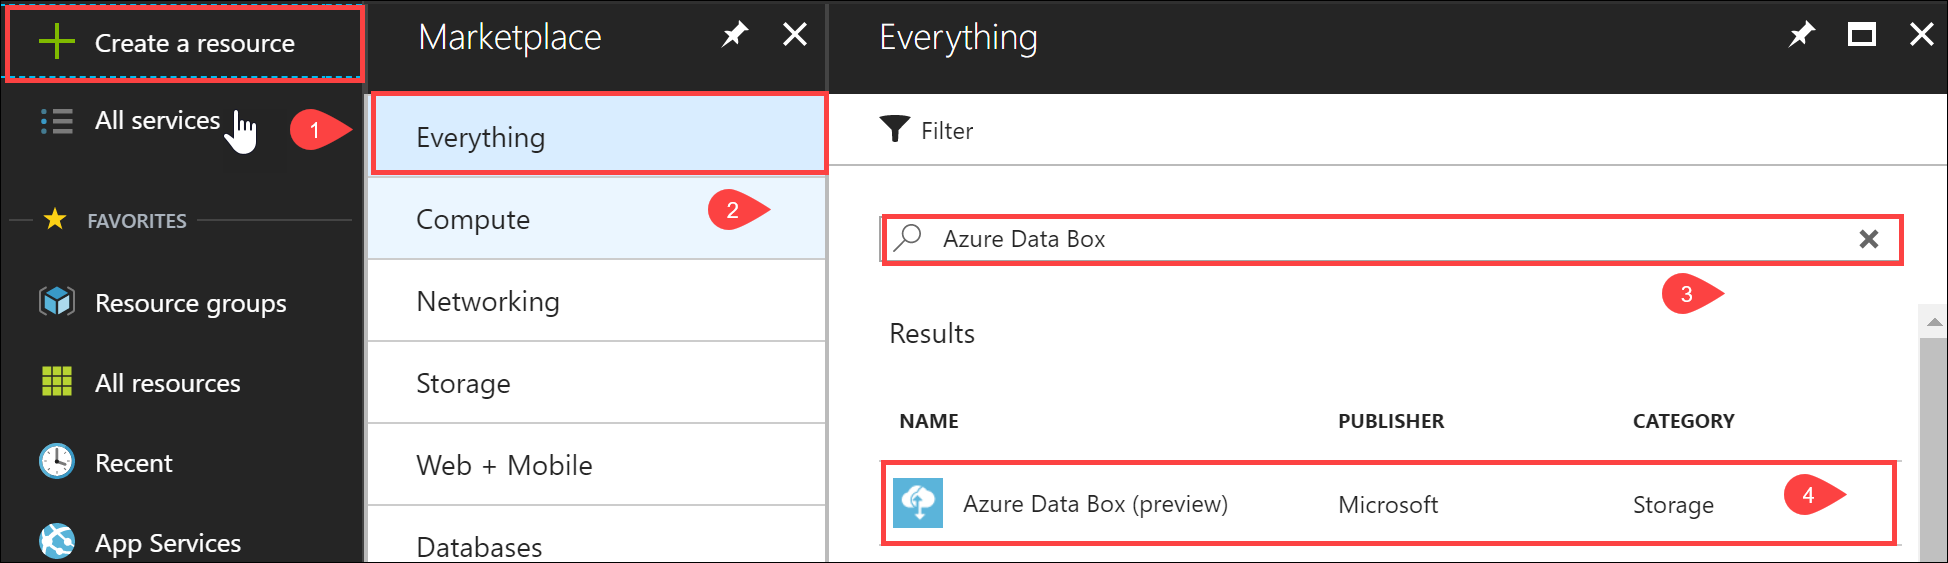 Create a resource
All services
FAVORITES
Resource groups
All resources
Recent
App Services
1
Marketplace
Everything
Compute
2
Networking
Storage
Web + Mobile
Databases
Everything
Filter
Azure Data Box
3
Results
NAME PUBLISHER CATEGORY
Azure Data Box (preview) Microsoft Storage 4